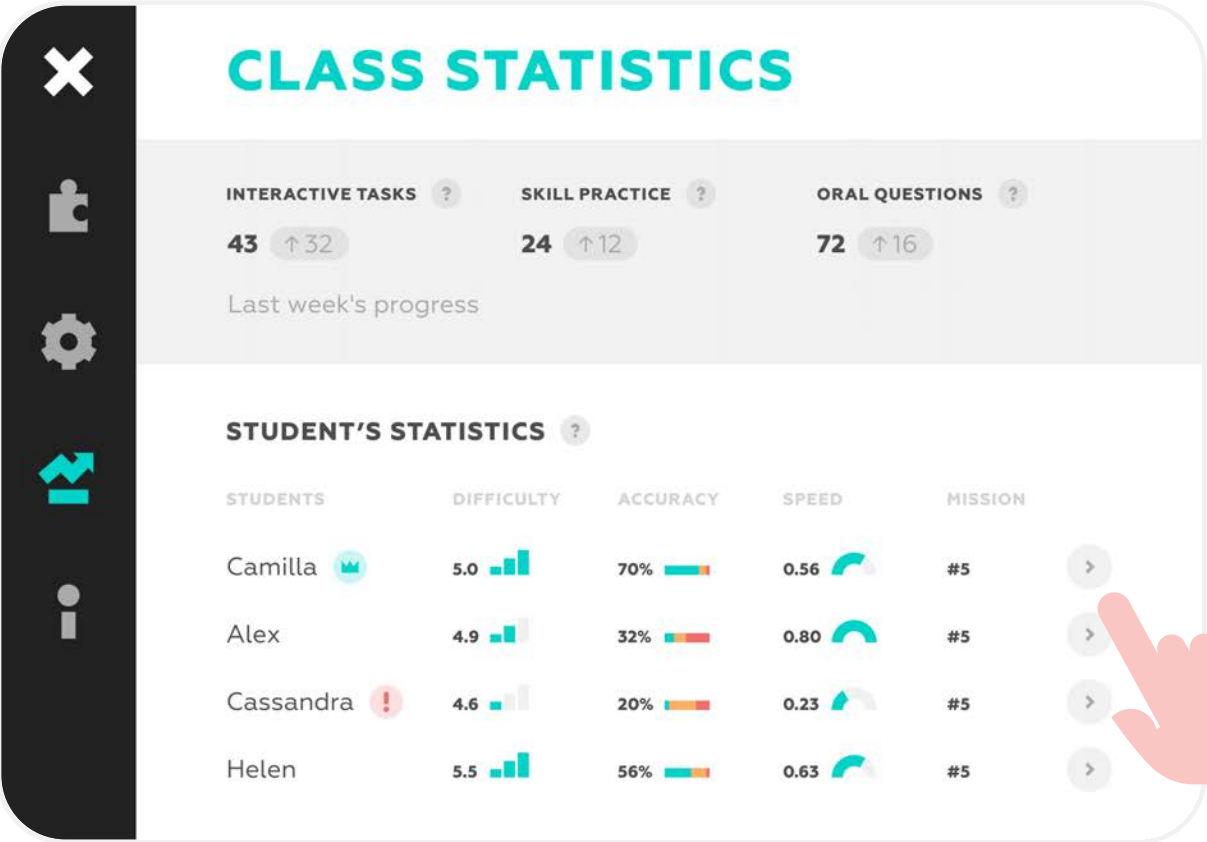 CLASS STATISTICS
INTERACTIVE TASKS ? SKILL PRACTICE ? ORAL QUESTIONS ?
43 ↑32 24 ↑12 72 ↑16
Last week's progress
STUDENT'S STATISTICS ?
STUDENTS DIFFICULTY ACCURACY SPEED MISSION
Camilla 5.0 70% 0.56 #5 >
Alex 4.9 32% 0.80 #5 >
Cassandra ! 4.6 20% 0.23 #5 >
Helen 5.5 56% 0.63 #5 >